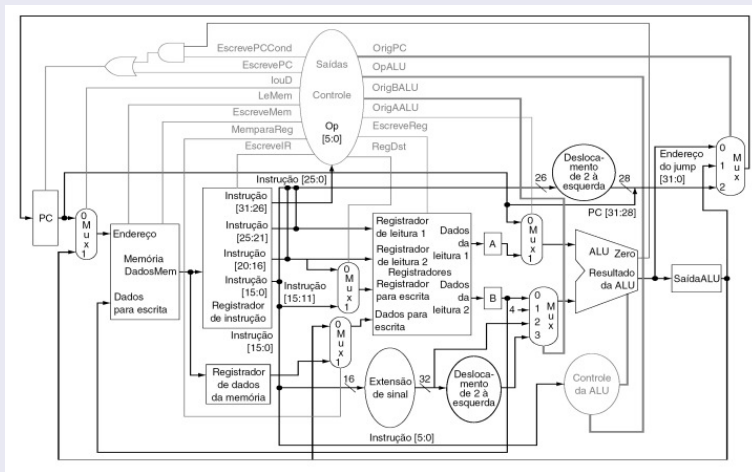 EscrevePCCond
EscrevePC
IouD
LeMem
EscreveMem
MemparaReg
EscreveIR
Saídas
Controle
Op
[5:0]
OrigPC
OpALU
OrigBALU
OrigAALU
EscreveReg
RegDst
Instrução [25:0]
26
Deslocamento
de 2 à
esquerda
28
Endereço
do jump
[31:0]
PC [31:28]
0
1
2
Mux
PC
0
Mux
1
Endereço
Memória
DadosMem
Dados
para escrita
Instrução
[31:26]
Instrução
[25:21]
Instrução
[20:16]
Instrução
[15:0]
Registrador
de instrução
Instrução
[15:0]
Registrador
de dados
da memória
Instrução
[15:11]
0
Mux
1
0
Mux
1
Registrador
de leitura 1
Registrador
de leitura 2
Registradores
Registrador
para escrita
Dados para
escrita
Dados
da
leitura 1
Dados
da
leitura 2
A
B
4
0
Mux
1
0
1
2
3
Mux
ALU
Zero
Resultado
da ALU
SaídaALU
16
Extensão
de sinal
32
Deslocamento
de 2 à
esquerda
Controle
da ALU
Instrução [5:0]